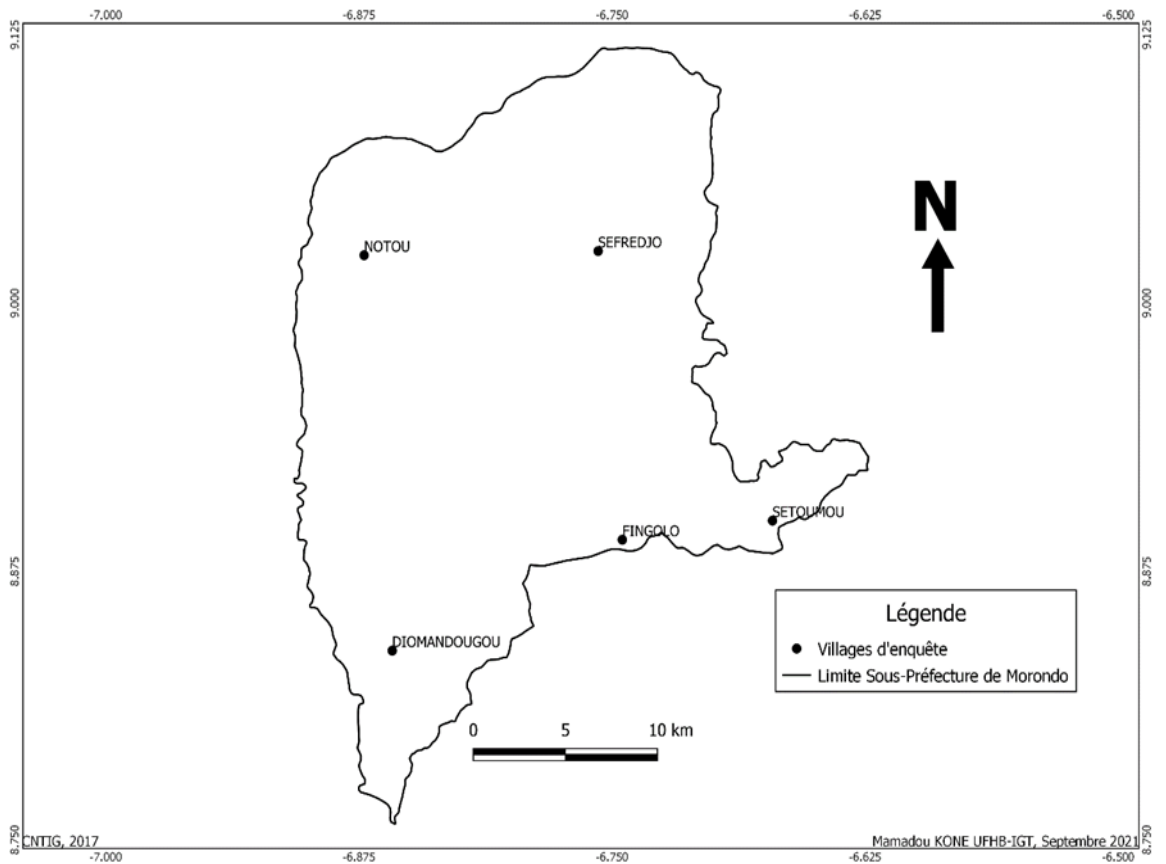 -7.000 -6.875 -6.750 -6.625 -6.500
9.125 9.125
N
NOTOU
SEFREDJO
9.000 9.000
SETOUMOU
FINGOLO
8.875 8.875
Légende
Villages d'enquête
Limite Sous-Préfecture de Morondo
DIOMANDOUGOU
0 5 10 km
8.750 8.750
CNTIG, 2017
Mamadou KONE UFHB-IGT, Septembre 2021
-7.000 -6.875 -6.750 -6.625 -6.500